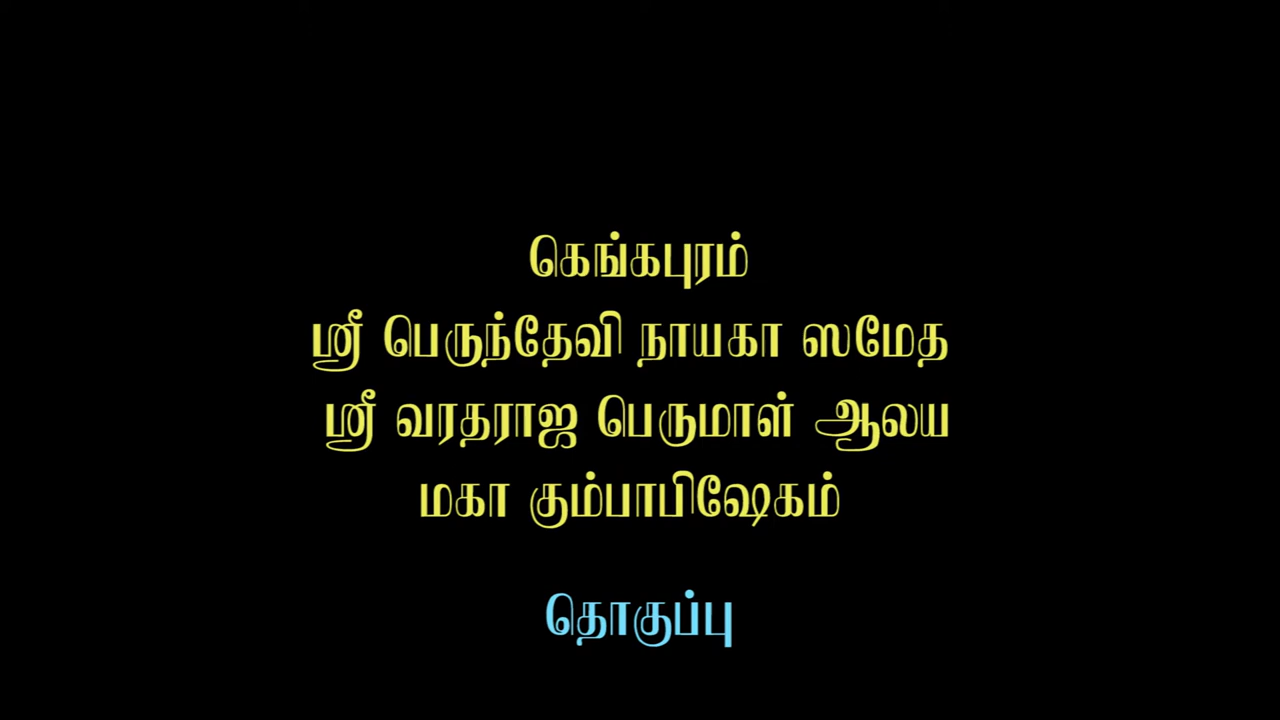 கெங்கபுரம்
ஸ்ரீ பெருந்தேவி நாயகா ஸமேத
ஸ்ரீ வரதராஜ பெருமாள் ஆலய
மகா கும்பாபிஷேகம்
தொகுப்பு